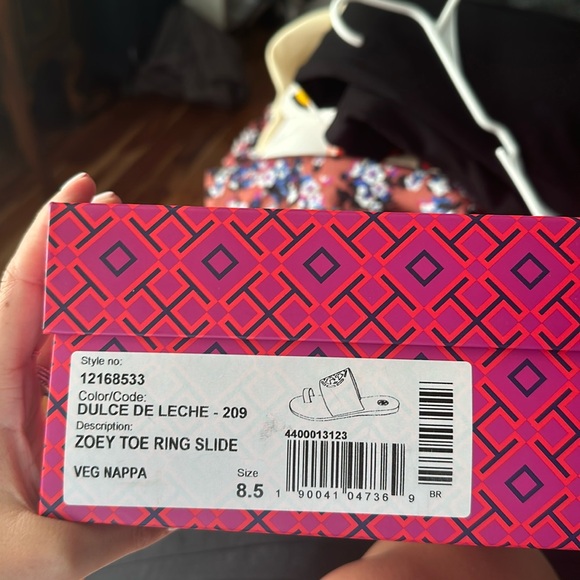 Style no:
12168533
Color/Code:
DULCE DE LECHE - 209
Description:
ZOEY TOE RING SLIDE
4400013123
VEG NAPPA
Size
8.5
1 90041 04736 9
BR